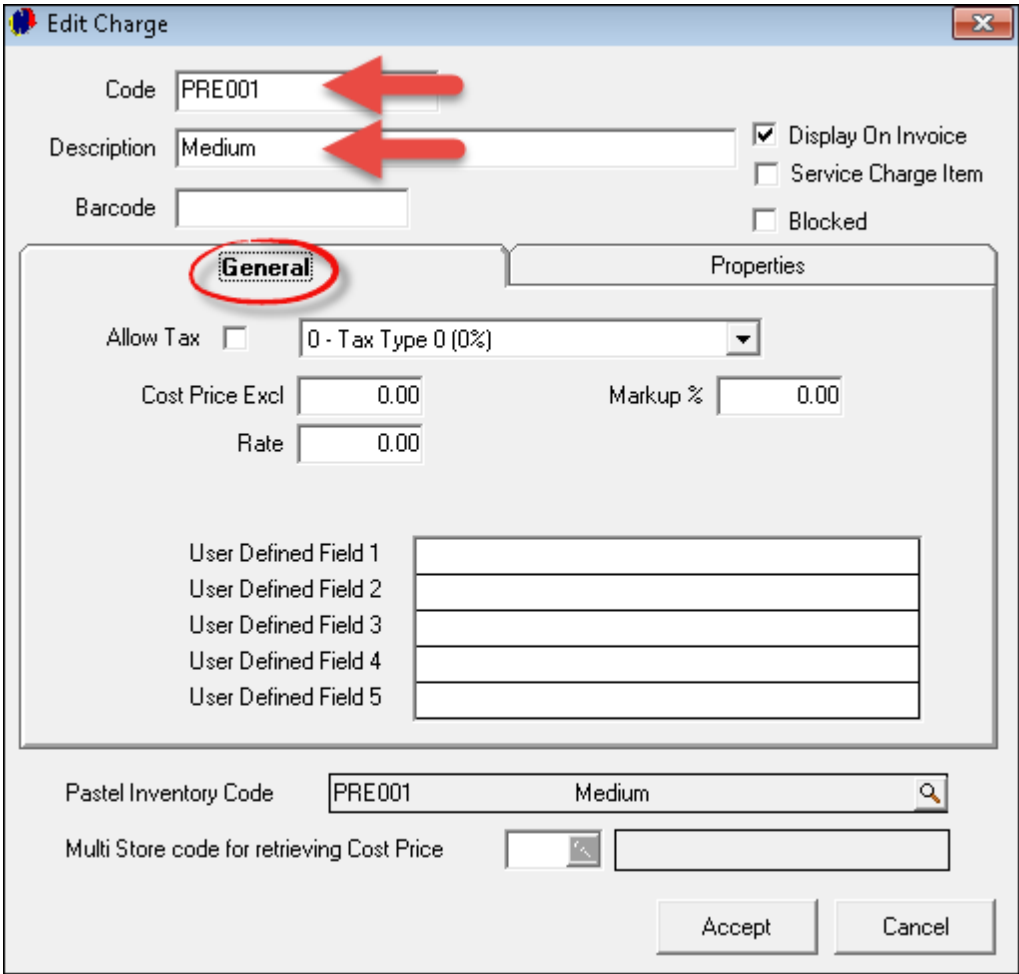 Edit Charge
Code PRE001
Description Medium
Display On Invoice
Service Charge Item
Barcode
Blocked
General Properties
Allow Tax 0 - Tax Type 0 (0%)
Cost Price Excl 0.00 Markup % 0.00
Rate 0.00
User Defined Field 1
User Defined Field 2
User Defined Field 3
User Defined Field 4
User Defined Field 5
Pastel Inventory Code PRE001 Medium
Multi Store code for retrieving Cost Price
Accept Cancel